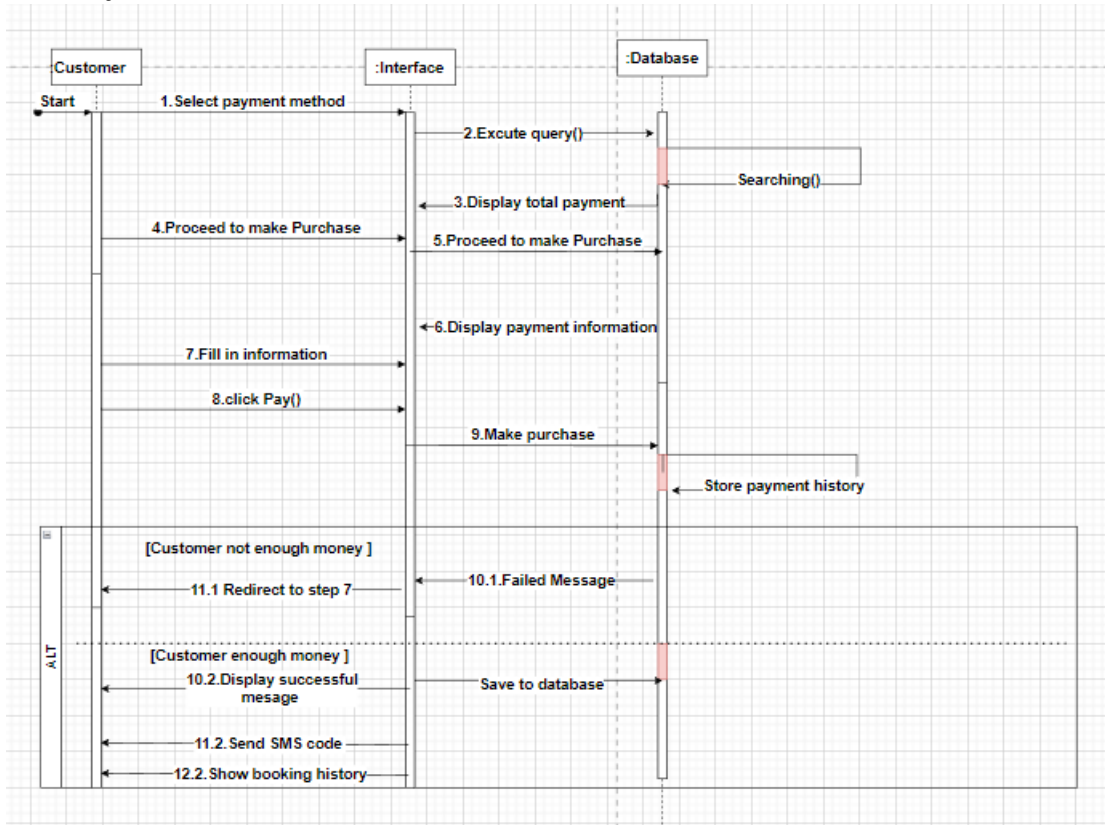 :Customer
:Interface
:Database
Start
1.Select payment method
2.Excute query()
Searching()
3.Display total payment
4.Proceed to make Purchase
5.Proceed to make Purchase
6.Display payment information
7.Fill in information
8.click Pay()
9.Make purchase
Store payment history
ALT
[Customer not enough money ]
10.1.Failed Message
11.1 Redirect to step 7
[Customer enough money ]
10.2.Display successful
mesage
Save to database
11.2.Send SMS code
12.2.Show booking history